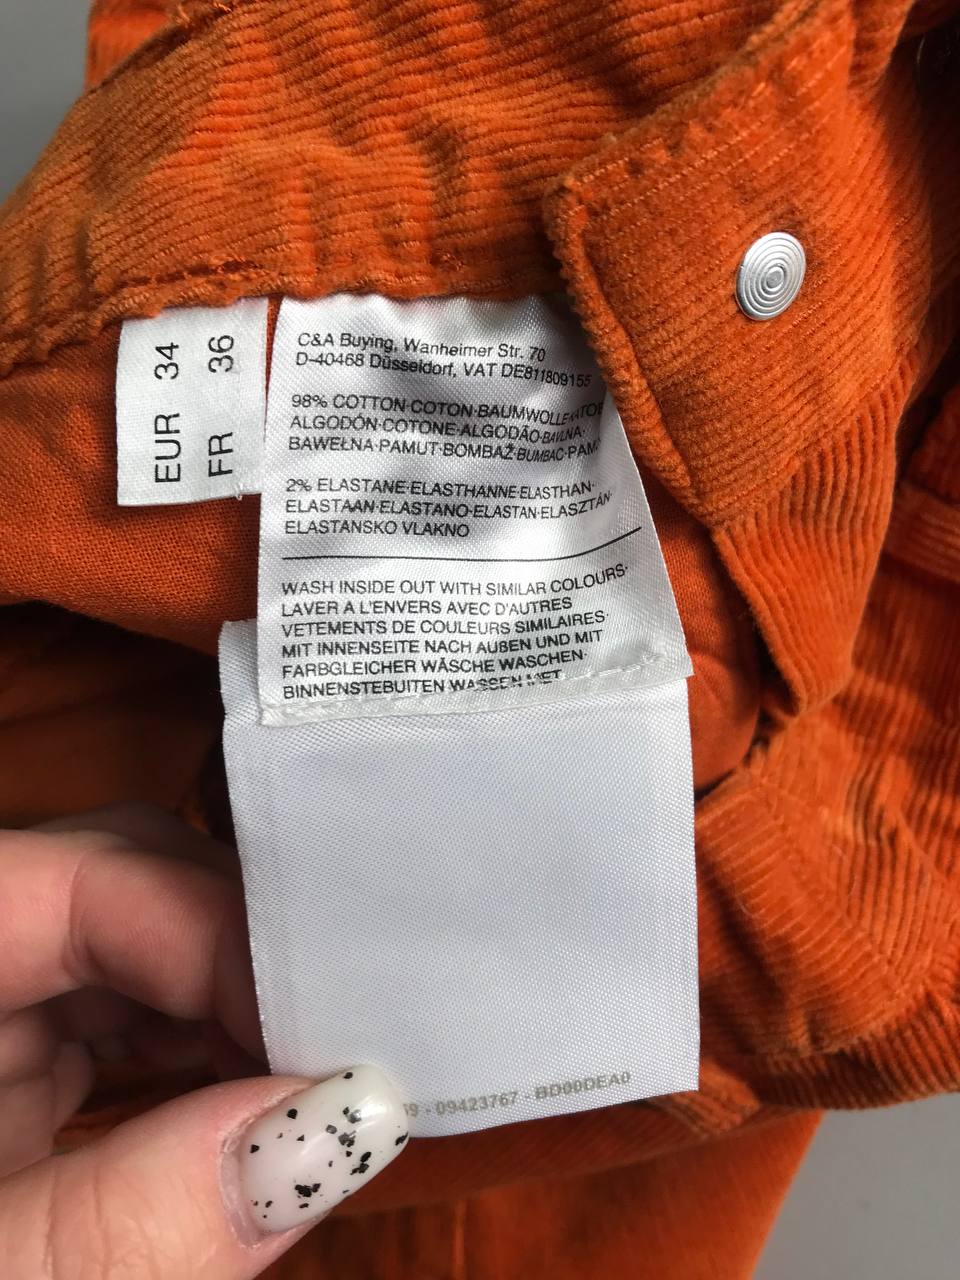 EUR 34
FR 36
C&A Buying, Wanheimer Str. 70
D-40468 Düsseldorf, VAT DE811809155
98% COTTON·COTON·BAUMWOLLE·
ALGODÓN·COTONE·ALGODÃO·BAVLNA·
BAWEŁNA·PAMUT·BOMBAŽ·BUMBAC·
2% ELASTANE·ELASTHANNE·ELASTHAN·
ELASTAAN·ELASTANO·ELASTAN·ELASZTÁN·
ELASTANSKO VLAKNO
WASH INSIDE OUT WITH SIMILAR COLOURS·
LAVER A L'ENVERS AVEC D'AUTRES
VETEMENTS DE COULEURS SIMILAIRES·
MIT INNENSEITE NACH AUßEN UND MIT
FARBGLEICHER WÄSCHE WASCHEN·
BINNENSTEBUITEN WASSEN MET
- 09423767 - BD00DEA0